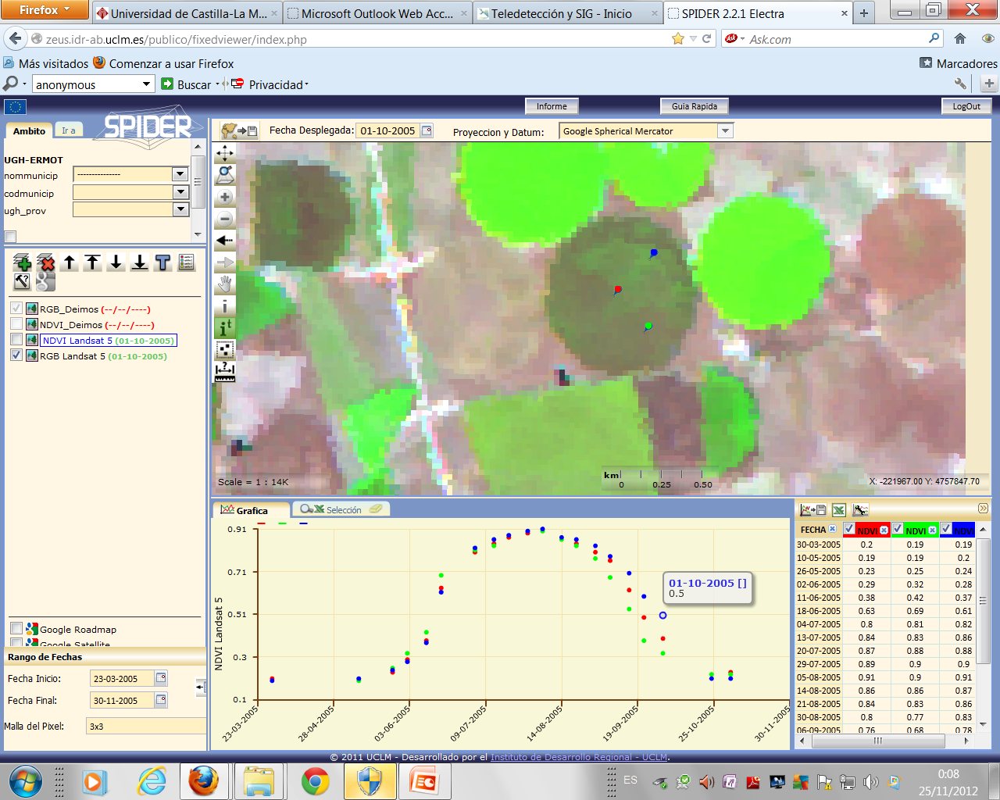 Firefox
Universidad de Castilla-La M...
Microsoft Outlook Web Acc...
Teledetección y SIG - Inicio
SPIDER 2.2.1 Electra
zeus.idr-ab.uclm.es/publico/fixedviewer/index.php
Ask
Ask.com
Más visitados
Comenzar a usar Firefox
Marcadores
anonymous
Buscar
Privacidad
Informe
Guia Rapida
LogOut
SPIDER
Ambito
Ir a
Fecha Desplegada:
01-10-2005
Proyeccion y Datum:
Google Spherical Mercator
UGH-ERMOT
nommunicip
---------------
codmunicip
ugh_prov
RGB_Deimos (--/--/----)
NDVI_Deimos (--/--/----)
NDVI Landsat 5 (01-10-2005)
RGB Landsat 5 (01-10-2005)
Google Roadmap
Google Satellite
Scale = 1 : 14K
km
0 0.25 0.50
X: -221967.00 Y: 4757847.70
Rango de Fechas
Fecha Inicio:
23-03-2005
Fecha Final:
30-11-2005
Malla del Pixel:
3x3
Grafica
Selección
NDVI Landsat 5
0.91
0.71
0.51
0.3
0.1
23-03-2005
28-04-2005
03-06-2005
09-07-2005
14-08-2005
19-09-2005
25-10-2005
30-11-2005
01-10-2005 []
0.5
FECHA NDVI NDVI NDV
30-03-2005 0.2 0.19 0.19
10-05-2005 0.19 0.19 0.2
26-05-2005 0.23 0.25 0.24
02-06-2005 0.29 0.32 0.28
11-06-2005 0.38 0.42 0.37
18-06-2005 0.63 0.69 0.61
04-07-2005 0.8 0.81 0.82
13-07-2005 0.84 0.83 0.86
20-07-2005 0.87 0.88 0.88
29-07-2005 0.89 0.9 0.9
05-08-2005 0.91 0.9 0.91
14-08-2005 0.86 0.86 0.87
21-08-2005 0.84 0.83 0.86
30-08-2005 0.8 0.77 0.83
06-09-2005 0.76 0.68 0.78
© 2011 UCLM - Desarrollado por el Instituto de Desarrollo Regional - UCLM.
ES
0:08
25/11/2012